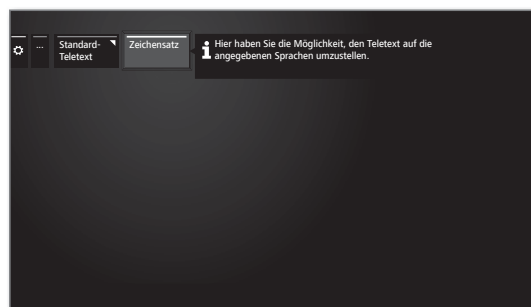 ...
Standard-
Teletext
Zeichensatz
i Hier haben Sie die Möglichkeit, den Teletext auf die
angegebenen Sprachen umzustellen.